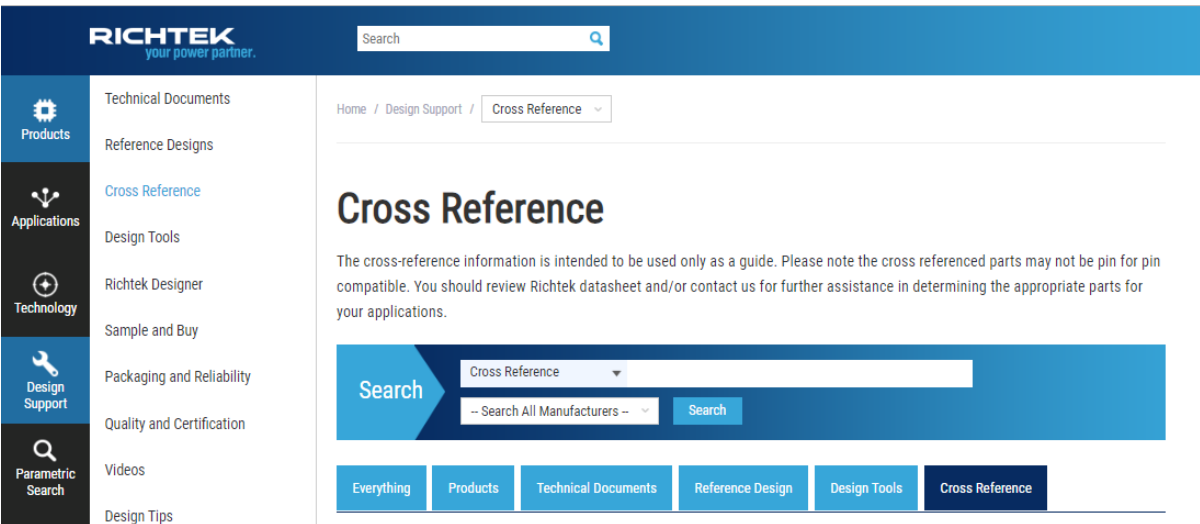 RICHTEK
your power partner.
Search
Products
Applications
Technology
Design
Support
Parametric
Search
Technical Documents
Reference Designs
Cross Reference
Design Tools
Richtek Designer
Sample and Buy
Packaging and Reliability
Quality and Certification
Videos
Design Tips
Home / Design Support / Cross Reference
Cross Reference
The cross-reference information is intended to be used only as a guide. Please note the cross referenced parts may not be pin for pin
compatible. You should review Richtek datasheet and/or contact us for further assistance in determining the appropriate parts for
your applications.
Search
Cross Reference
-- Search All Manufacturers --
Search
Everything
Products
Technical Documents
Reference Design
Design Tools
Cross Reference